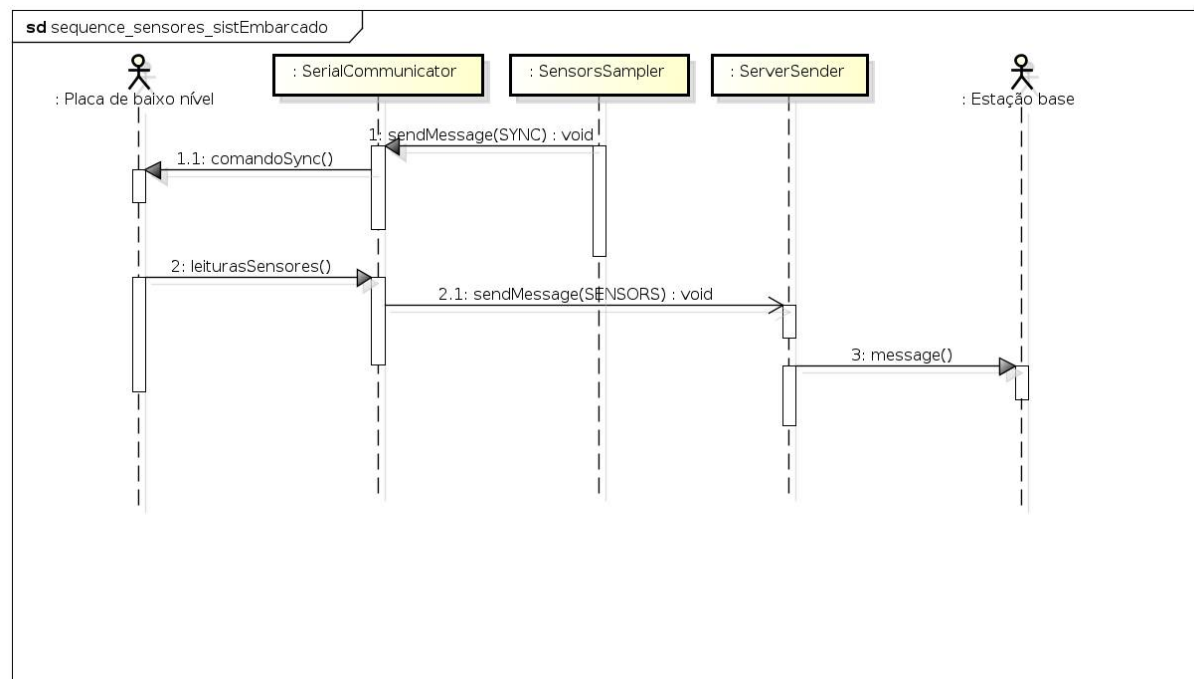 sd sequence_sensores_sistEmbarcado
: Placa de baixo nível
: SerialCommunicator
: SensorsSampler
: ServerSender
: Estação base
1: sendMessage(SYNC) : void
1.1: comandoSync()
2: leiturasSensores()
2.1: sendMessage(SENSORS) : void
3: message()